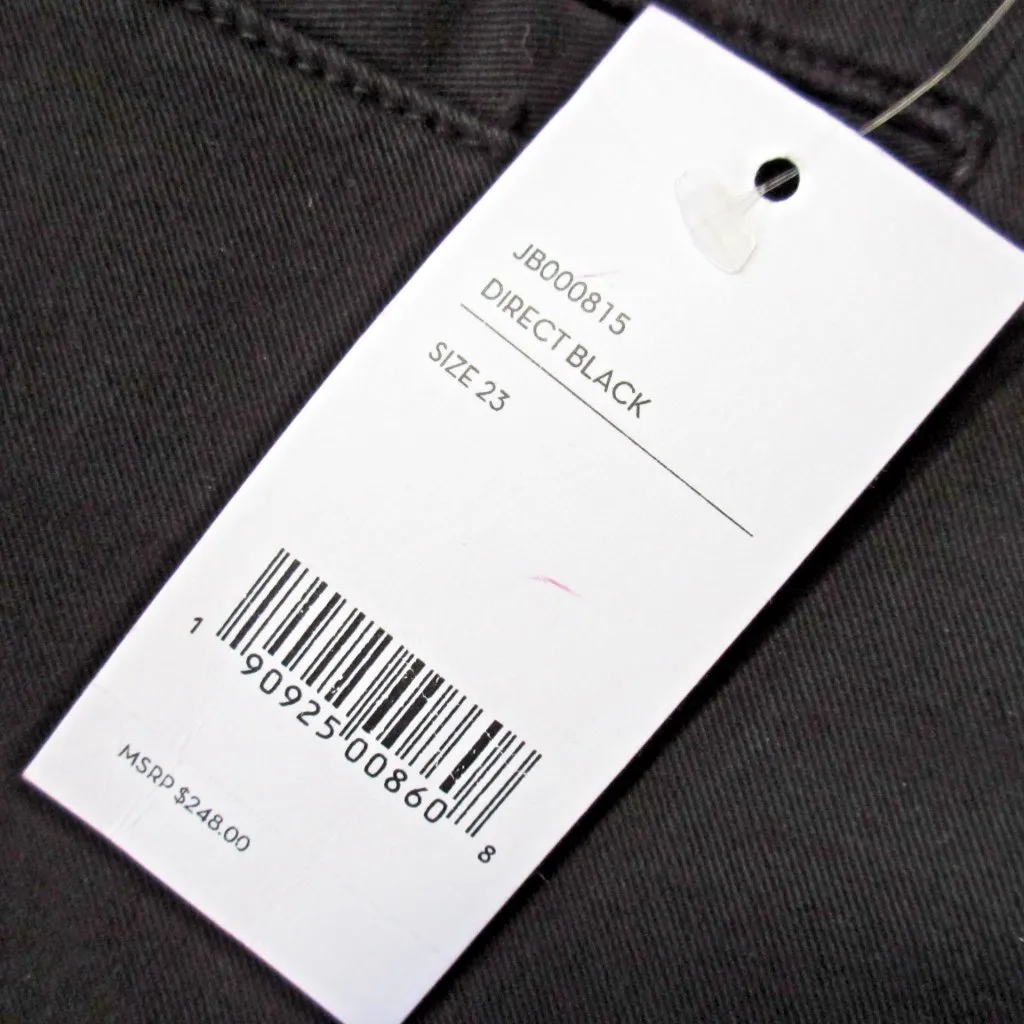 JB000815
DIRECT BLACK
SIZE 23
1 90925 00860 8
MSRP $248.00